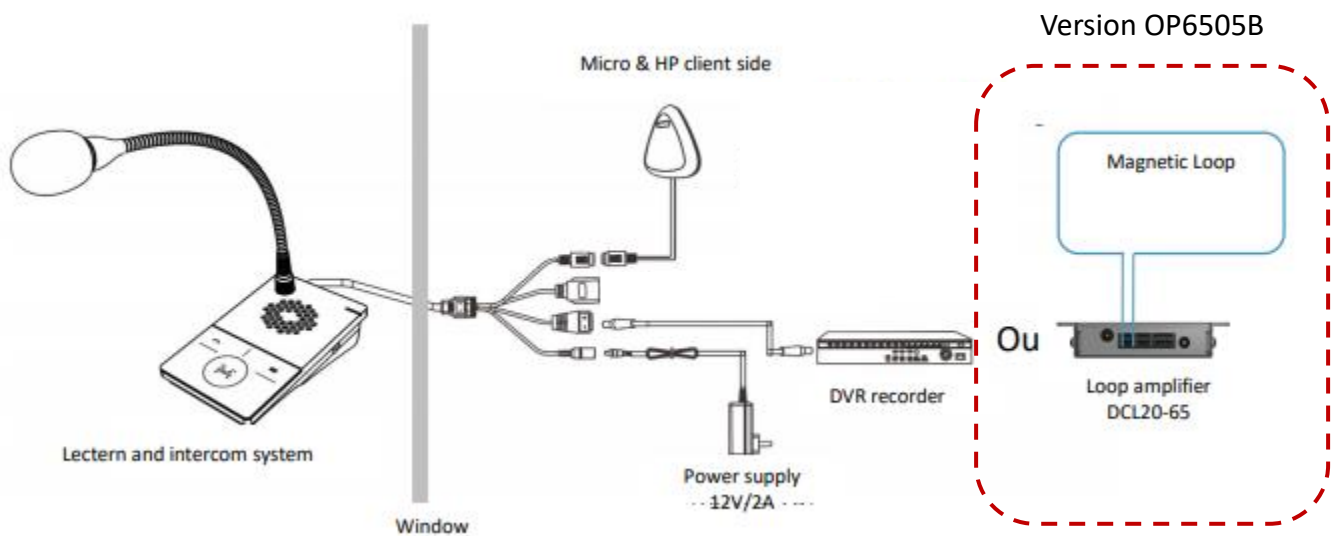 Version OP6505B
Micro & HP client side
Magnetic Loop
Ou
Loop amplifier
DCL20-65
DVR recorder
Lectern and intercom system
Power supply
12V/2A
Window